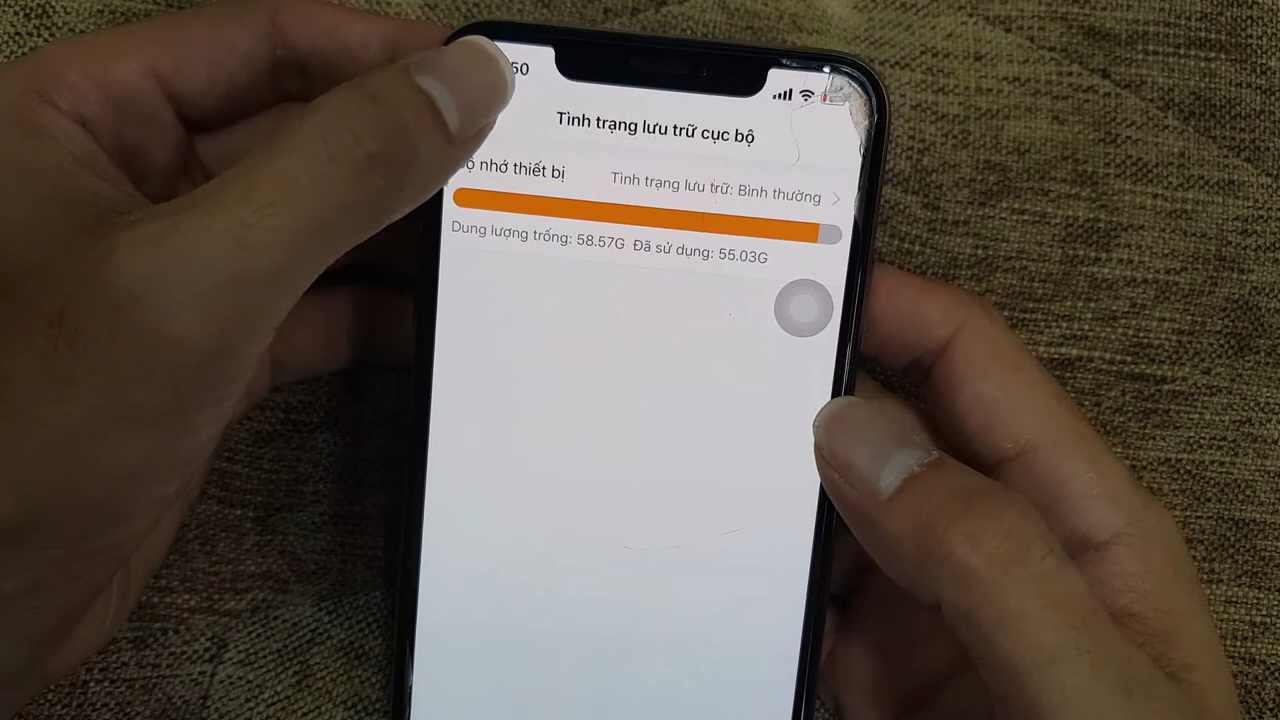 50
Tình trạng lưu trữ cục bộ
nhớ thiết bị
Tình trạng lưu trữ: Bình thường
Dung lượng trống: 58.57G Đã sử dụng: 55.03G